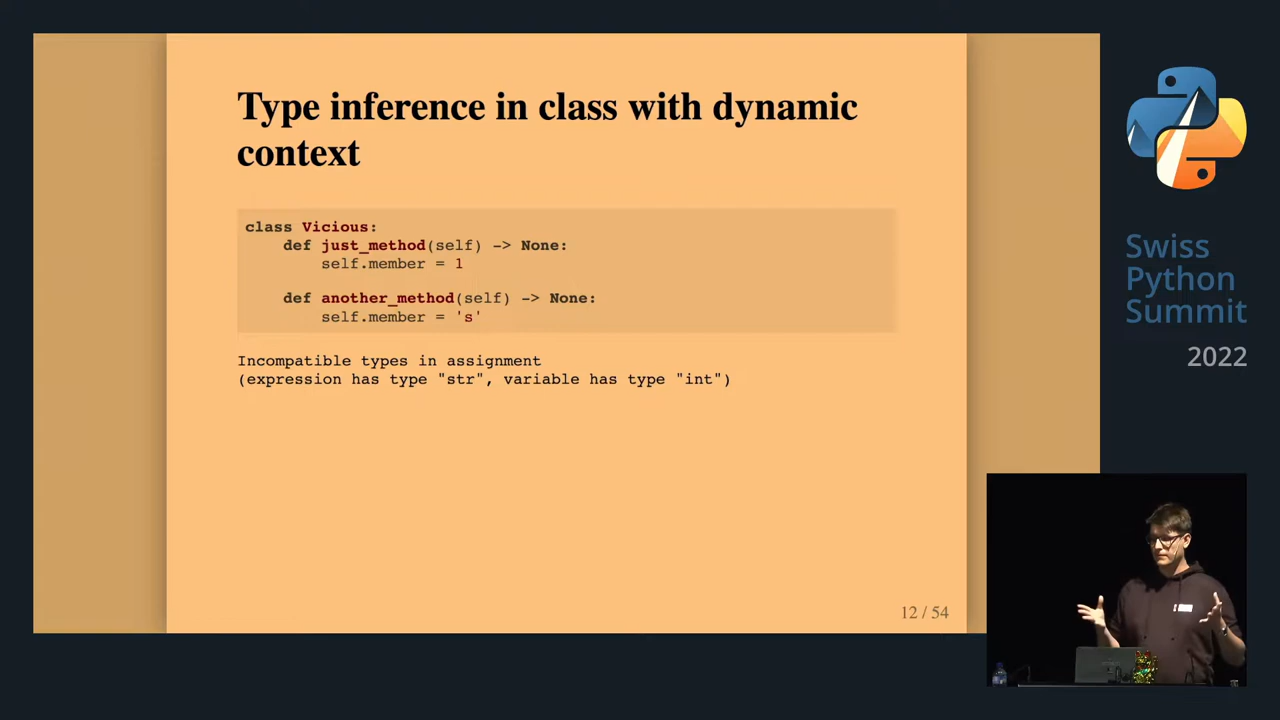 Type inference in class with dynamic
context
class Vicious:
    def just_method(self) -> None:
        self.member = 1
    def another_method(self) -> None:
        self.member = 's'
Incompatible types in assignment
(expression has type "str", variable has type "int")
12 / 54
Swiss
Python
Summit
2022